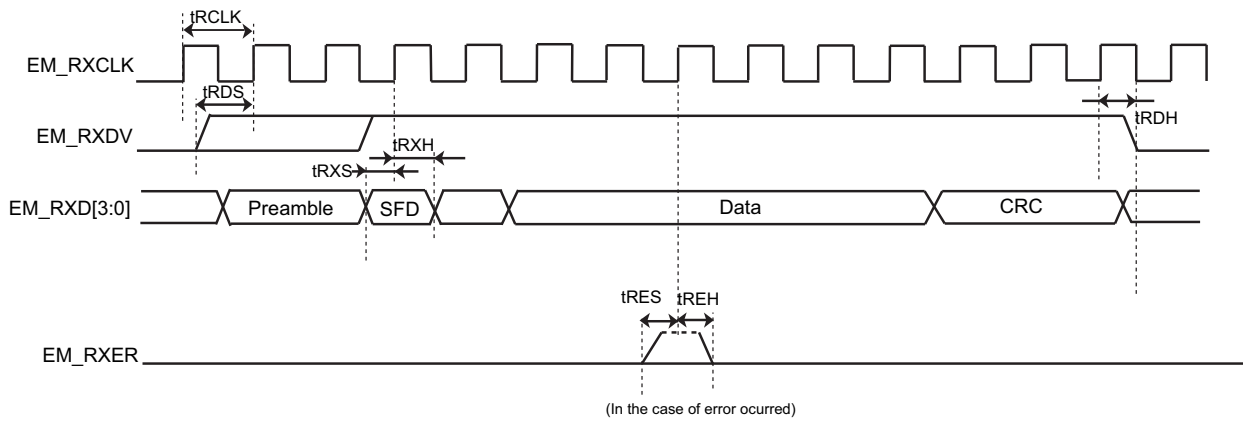 tRCLK
EM_RXCLK
tRDS
EM_RXDV
tRDH
tRXH
tRXS
EM_RXD[3:0]
Preamble
SFD
Data
CRC
tRES
tREH
EM_RXER
(In the case of error ocurred)